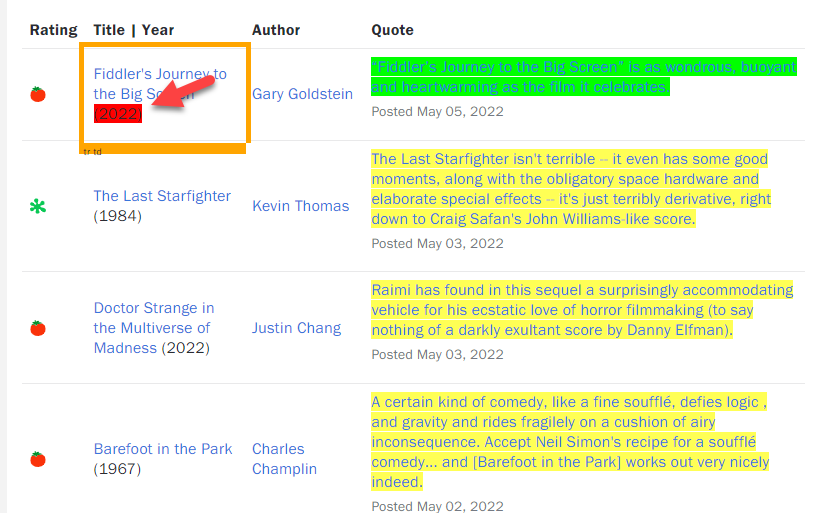 Rating Title | Year Author Quote
Fiddler's Journey to
the Big Screen
(2022)
Gary Goldstein
"Fiddler's Journey to the Big Screen" is as wondrous, buoyant
and heartwarming as the film it celebrates.
Posted May 05, 2022
tr td
The Last Starfighter
(1984)
Kevin Thomas
The Last Starfighter isn't terrible -- it even has some good
moments, along with the obligatory space hardware and
elaborate special effects -- it's just terribly derivative, right
down to Craig Safan's John Williams-like score.
Posted May 03, 2022
Doctor Strange in
the Multiverse of
Madness (2022)
Justin Chang
Raimi has found in this sequel a surprisingly accommodating
vehicle for his ecstatic love of horror filmmaking (to say
nothing of a darkly exultant score by Danny Elfman).
Posted May 03, 2022
Barefoot in the Park
(1967)
Charles
Champlin
A certain kind of comedy, like a fine soufflé, defies logic ,
and gravity and rides fragilely on a cushion of airy
inconsequence. Accept Neil Simon's recipe for a soufflé
comedy... and [Barefoot in the Park] works out very nicely
indeed.
Posted May 02, 2022